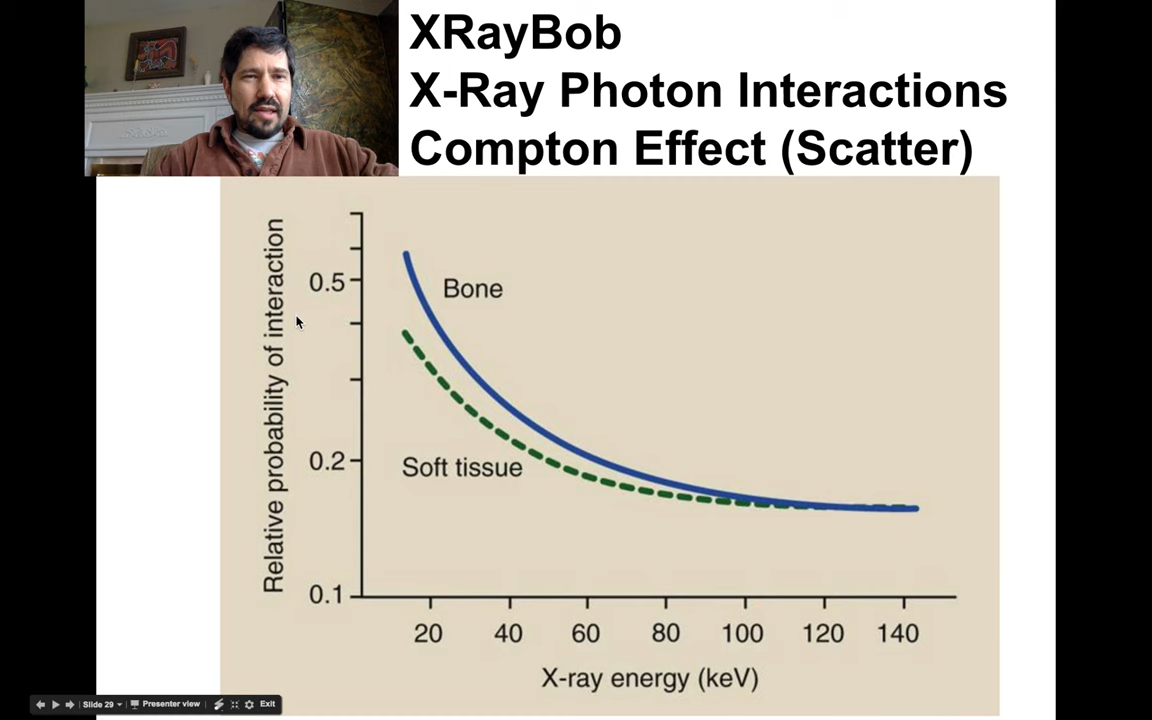 XRayBob
X-Ray Photon Interactions
Compton Effect (Scatter)
Relative probability of interaction
0.5
0.2
0.1
Bone
Soft tissue
20 40 60 80 100 120 140
X-ray energy (keV)
Slide 29 Presenter view Exit